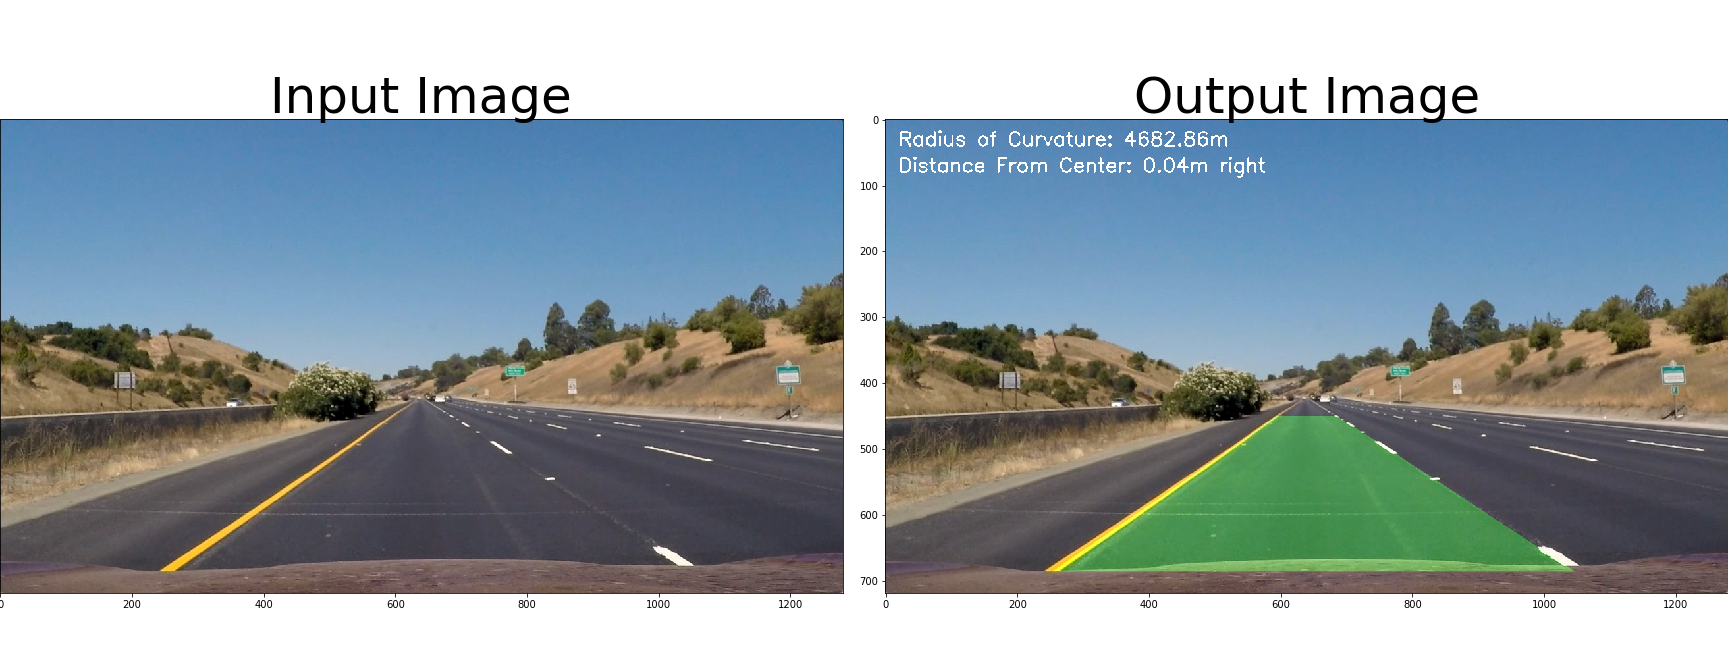 Input Image
Output Image
Radius of Curvature: 4682.86m
Distance From Center: 0.04m right
0
100
200
300
400
500
600
700
0 200 400 600 800 1000 1200
0 200 400 600 800 1000 1200